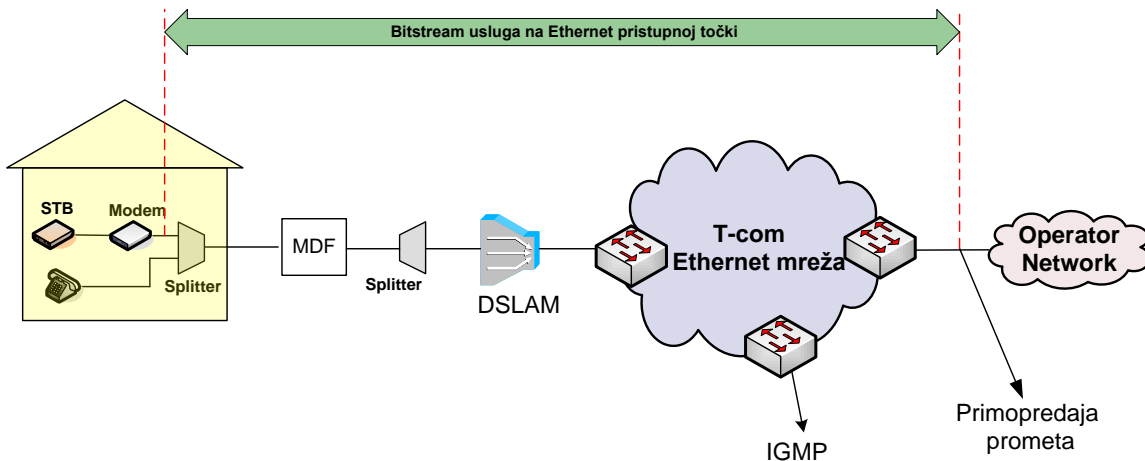 Bitstream usluga na Ethernet pristupnoj točki
STB
Modem
Splitter
MDF
Splitter
DSLAM
T-com
Ethernet mreža
Operator
Network
IGMP
Primopredaja
prometa